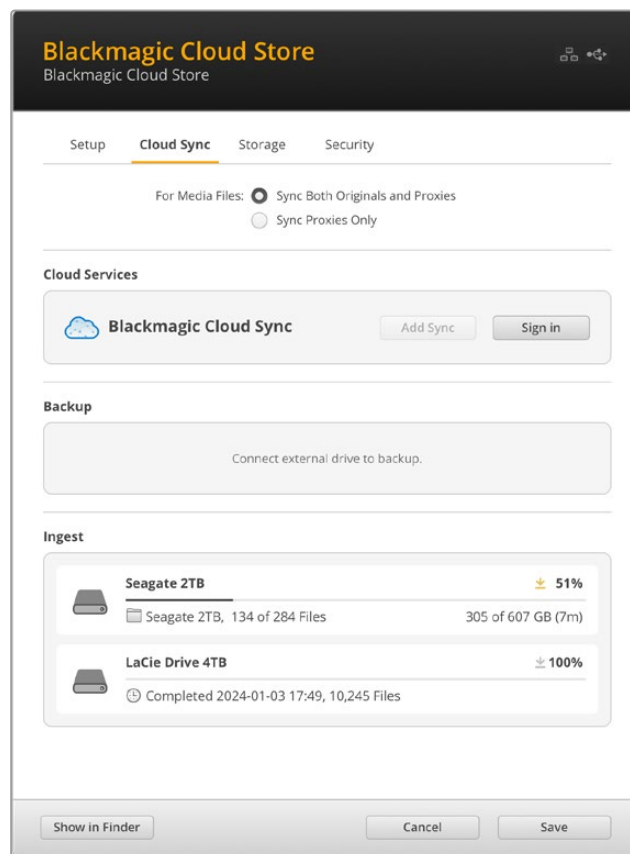 Blackmagic Cloud Store
Blackmagic Cloud Store
Setup Cloud Sync Storage Security
For Media Files: Sync Both Originals and Proxies
Sync Proxies Only
Cloud Services
Blackmagic Cloud Sync Add Sync Sign in
Backup
Connect external drive to backup.
Ingest
Seagate 2TB 51%
Seagate 2TB, 134 of 284 Files 305 of 607 GB (7m)
LaCie Drive 4TB 100%
Completed 2024-01-03 17:49, 10,245 Files
Show in Finder Cancel Save